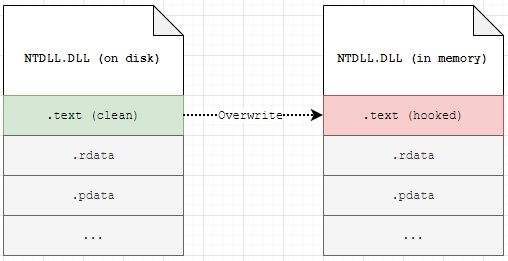 NTDLL.DLL (on disk)
NTDLL.DLL (in memory)
.text (clean)
Overwrite
.text (hooked)
.rdata
.rdata
.pdata
.pdata
...
...